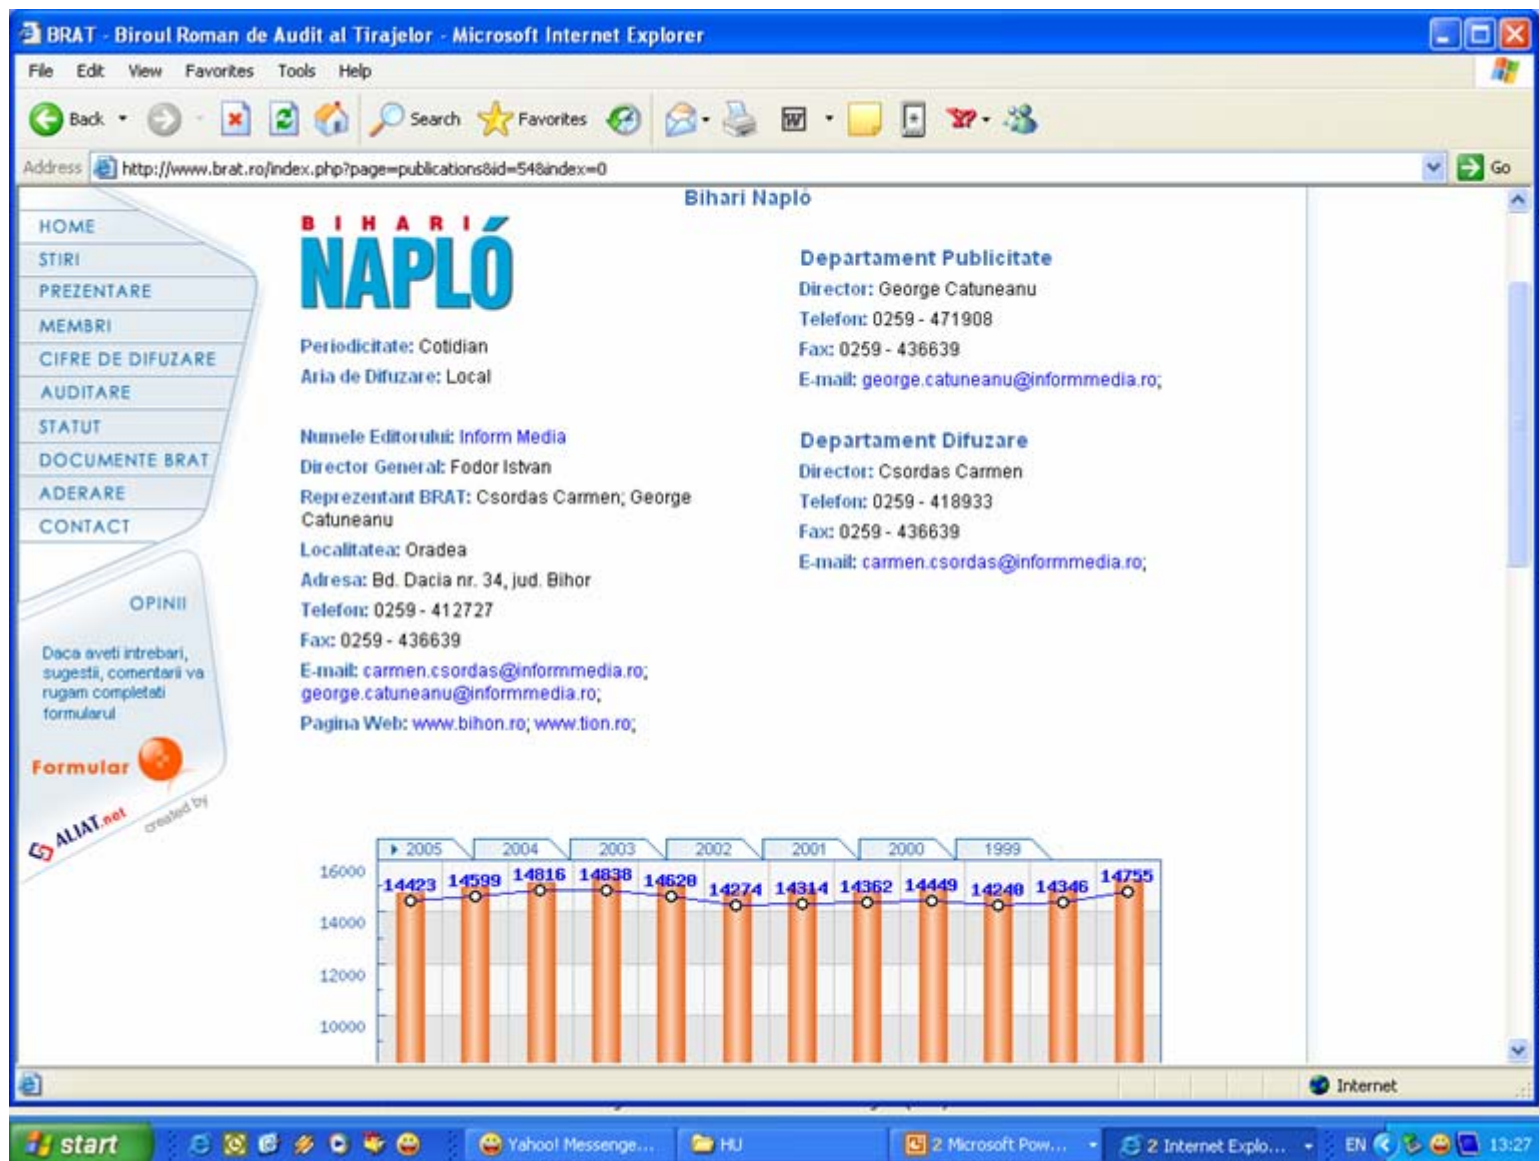 BRAT - Biroul Roman de Audit al Tirajelor - Microsoft Internet Explorer
File Edit View Favorites Tools Help
Back Search Favorites
Address http://www.brat.ro/index.php?page=publications&id=54&index=0 Go
HOME
STIRI
PREZENTARE
MEMBRI
CIFRE DE DIFUZARE
AUDITARE
STATUT
DOCUMENTE BRAT
ADERARE
CONTACT
OPINII
Daca aveti intrebari,
sugestii, comentarii va
rugam completati
formularul
Formular
ALIAT.net created by
Bihari Napló
BIHARI
NAPLÓ
Periodicitate: Cotidian
Aria de Difuzare: Local
Numele Editorului: Inform Media
Director General: Fodor Istvan
Reprezentant BRAT: Csordas Carmen; George
Catuneanu
Localitatea: Oradea
Adresa: Bd. Dacia nr. 34, jud. Bihor
Telefon: 0259 - 412727
Fax: 0259 - 436639
E-mail: carmen.csordas@informmedia.ro;
george.catuneanu@informmedia.ro;
Pagina Web: www.bihon.ro; www.tion.ro;
Departament Publicitate
Director: George Catuneanu
Telefon: 0259 - 471908
Fax: 0259 - 436639
E-mail: george.catuneanu@informmedia.ro;
Departament Difuzare
Director: Csordas Carmen
Telefon: 0259 - 418933
Fax: 0259 - 436639
E-mail: carmen.csordas@informmedia.ro;
2005 2004 2003 2002 2001 2000 1999
16000
14423 14599 14816 14838 14620 14274 14314 14362 14449 14240 14346 14755
14000
12000
10000
Internet
start Yahoo! Messenge... HU 2 Microsoft Pow... 2 Internet Explo... EN 13:27